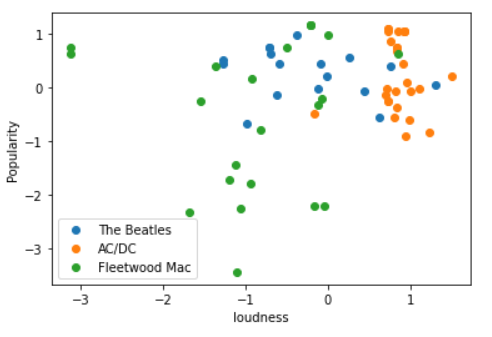 Popularity
1
0
−1
−2
−3
The Beatles
AC/DC
Fleetwood Mac
−3 −2 −1 0 1
loudness